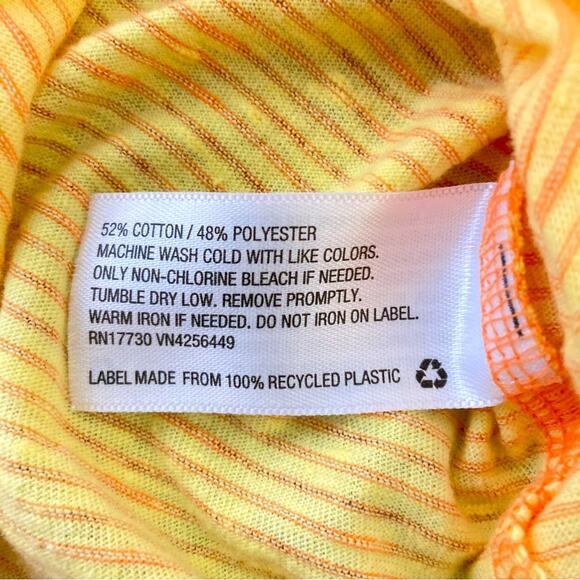 52% COTTON / 48% POLYESTER
MACHINE WASH COLD WITH LIKE COLORS.
ONLY NON-CHLORINE BLEACH IF NEEDED.
TUMBLE DRY LOW. REMOVE PROMPTLY.
WARM IRON IF NEEDED. DO NOT IRON ON LABEL.
RN17730 VN4256449
LABEL MADE FROM 100% RECYCLED PLASTIC